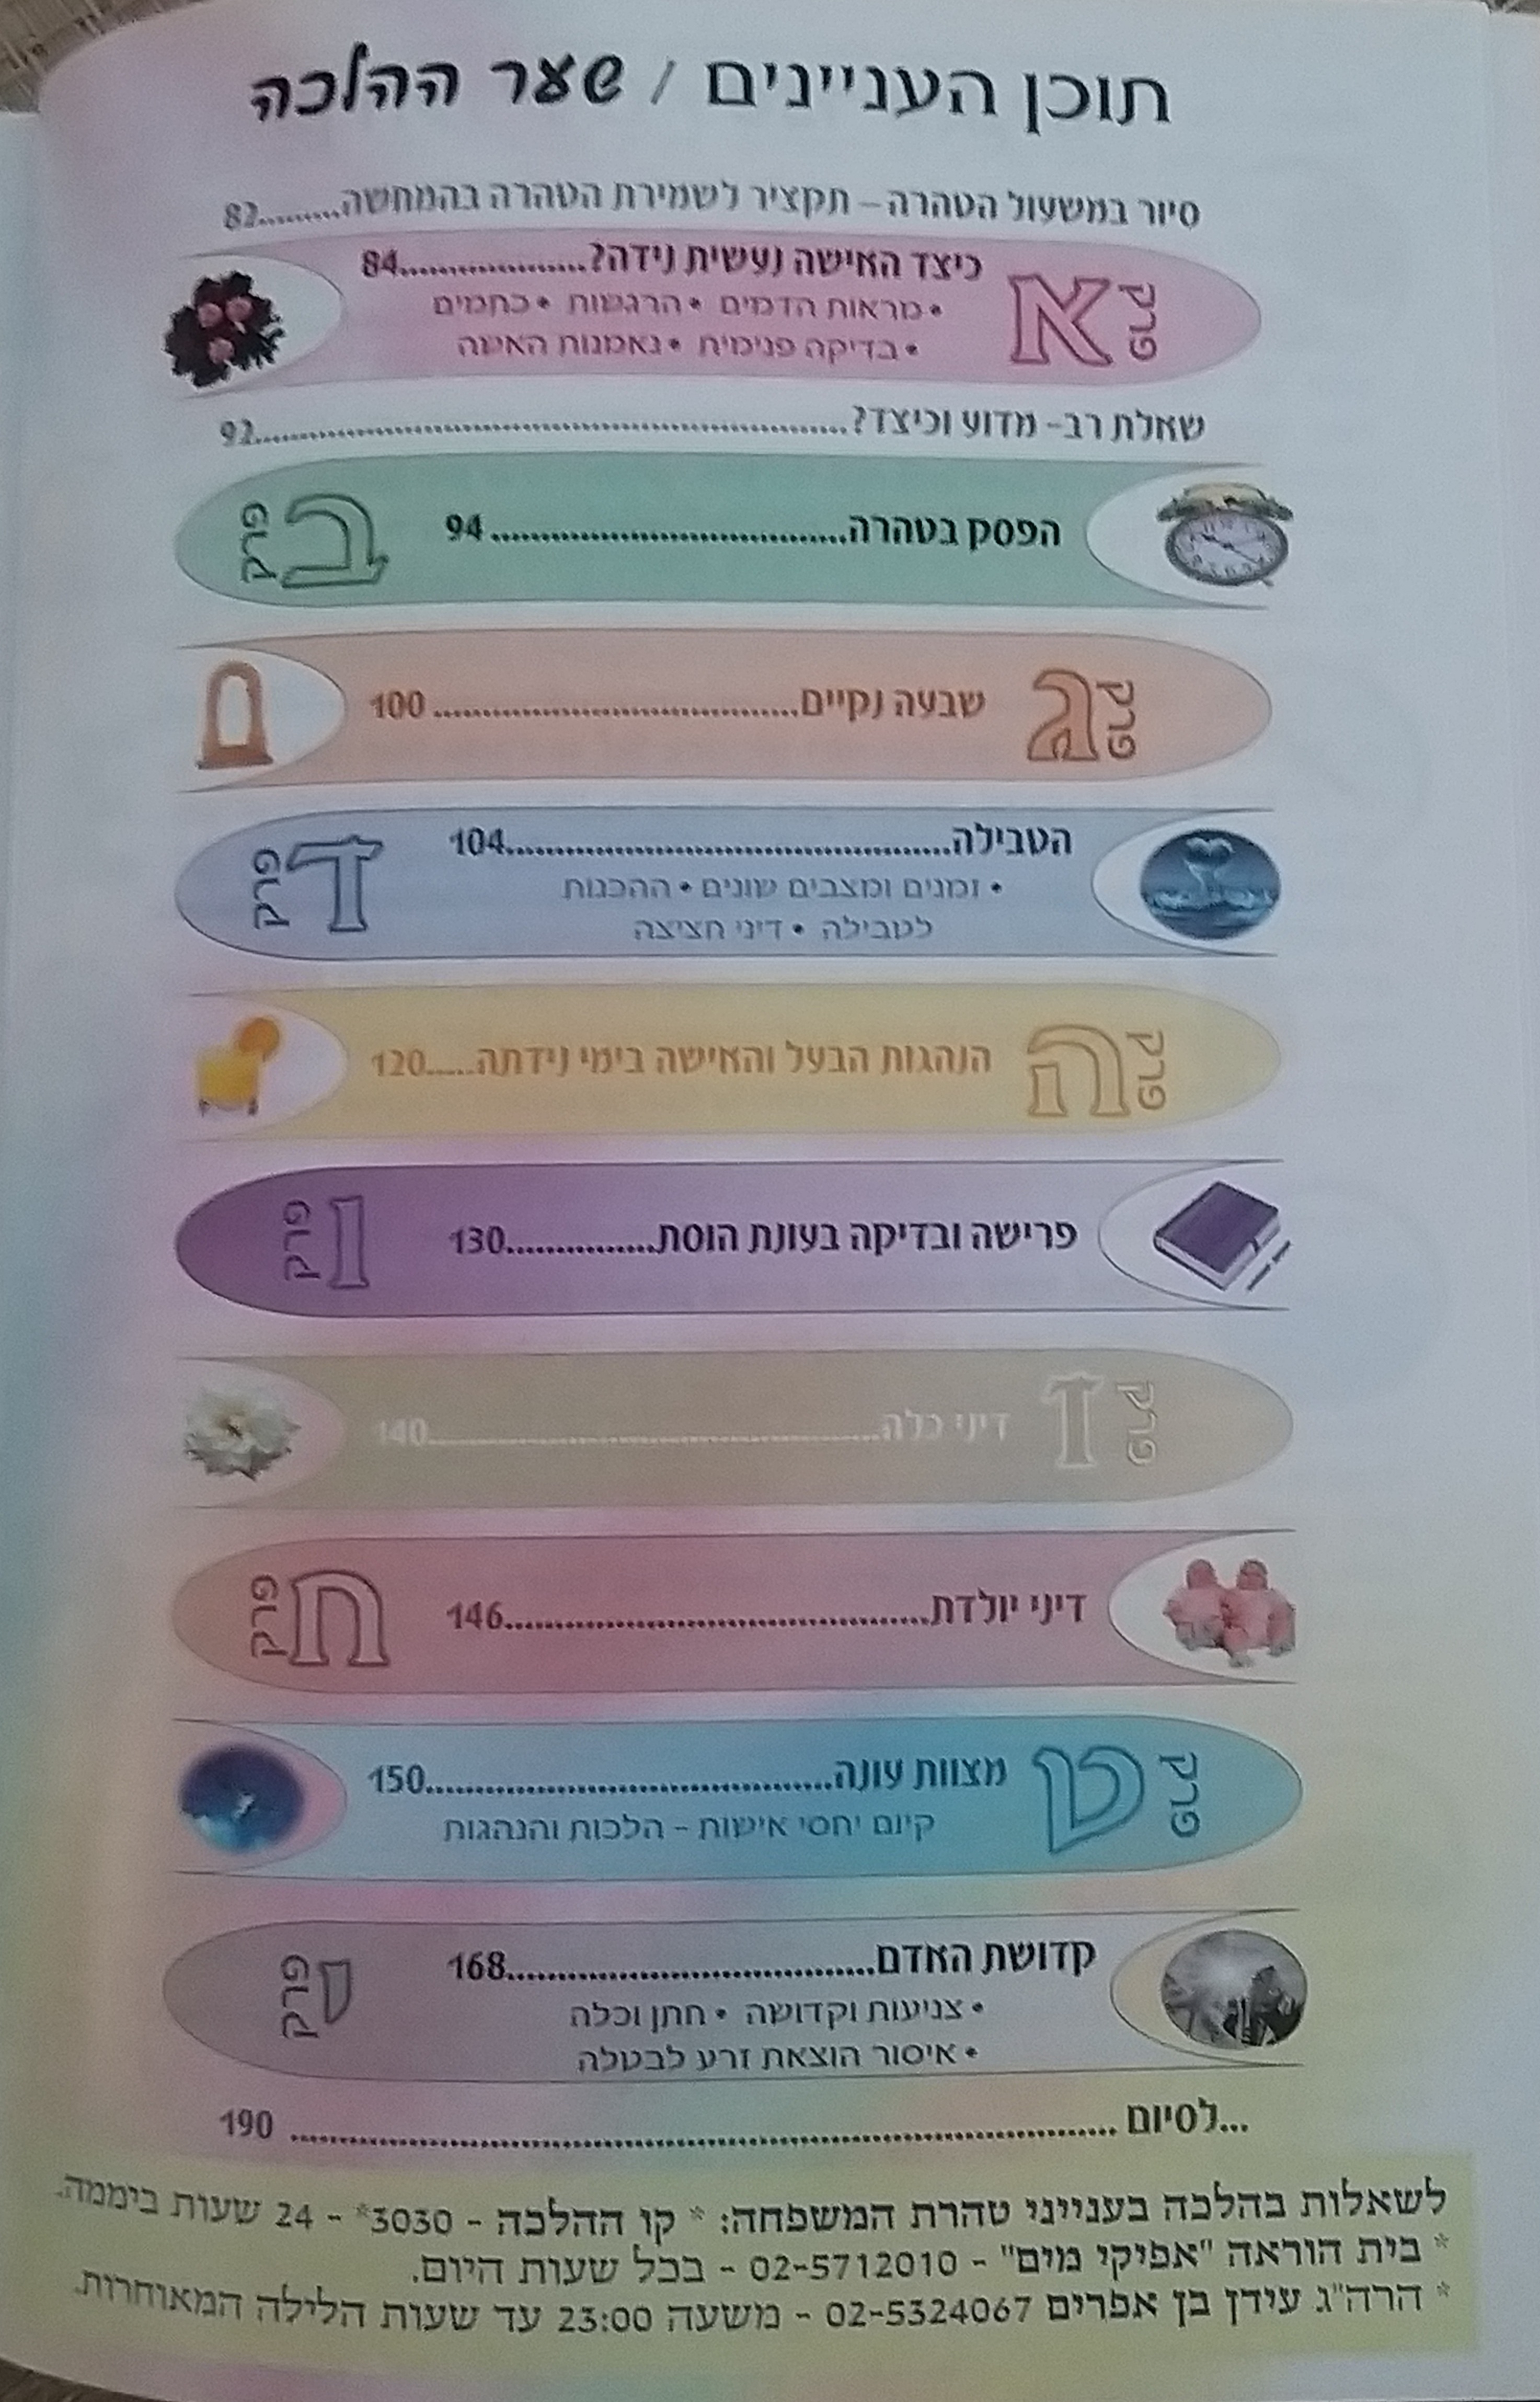 תוכן העניינים / שער ההלכה
סיור במשעול הטהרה – תקציר לשמירת הטהרה בהמחשה.........82
פרק א
כיצד האישה נעשית נידה?....................84
• מראות הדמים • הרגשות • כתמים
• בדיקה פנימית • נאמנות האשה
שאלת רב- מדוע וכיצד?............................................................92
פרק ב
הפסק בטהרה.....................................94
פרק ג
שבעה נקיים.....................................100
פרק ד
הטבילה.............................................104
• זמנים ומצבים שונים • ההכנות
לטבילה • דיני חציצה
פרק ה
הנהגות הבעל והאישה בימי נידתה.....120
פרק ו
פרישה ובדיקה בעונת הוסת...............130
פרק ז
דיני כלה.............................................140
פרק ח
דיני יולדת...........................................146
פרק ט
מצוות עונה.........................................150
קיום יחסי אישות - הלכות והנהגות
פרק י
קדושת האדם.....................................168
• צניעות וקדושה • חתן וכלה
• איסור הוצאת זרע לבטלה
...לסיום ................................................................................ 190
לשאלות בהלכה בענייני טהרת המשפחה: * קו ההלכה - 3030* - 24 שעות ביממה.
* בית הוראה "אפיקי מים" - 02-5712010 - בכל שעות היום.
* הרה"ג עידן בן אפרים 02-5324067 - משעה 23:00 עד שעות הלילה המאוחרות.